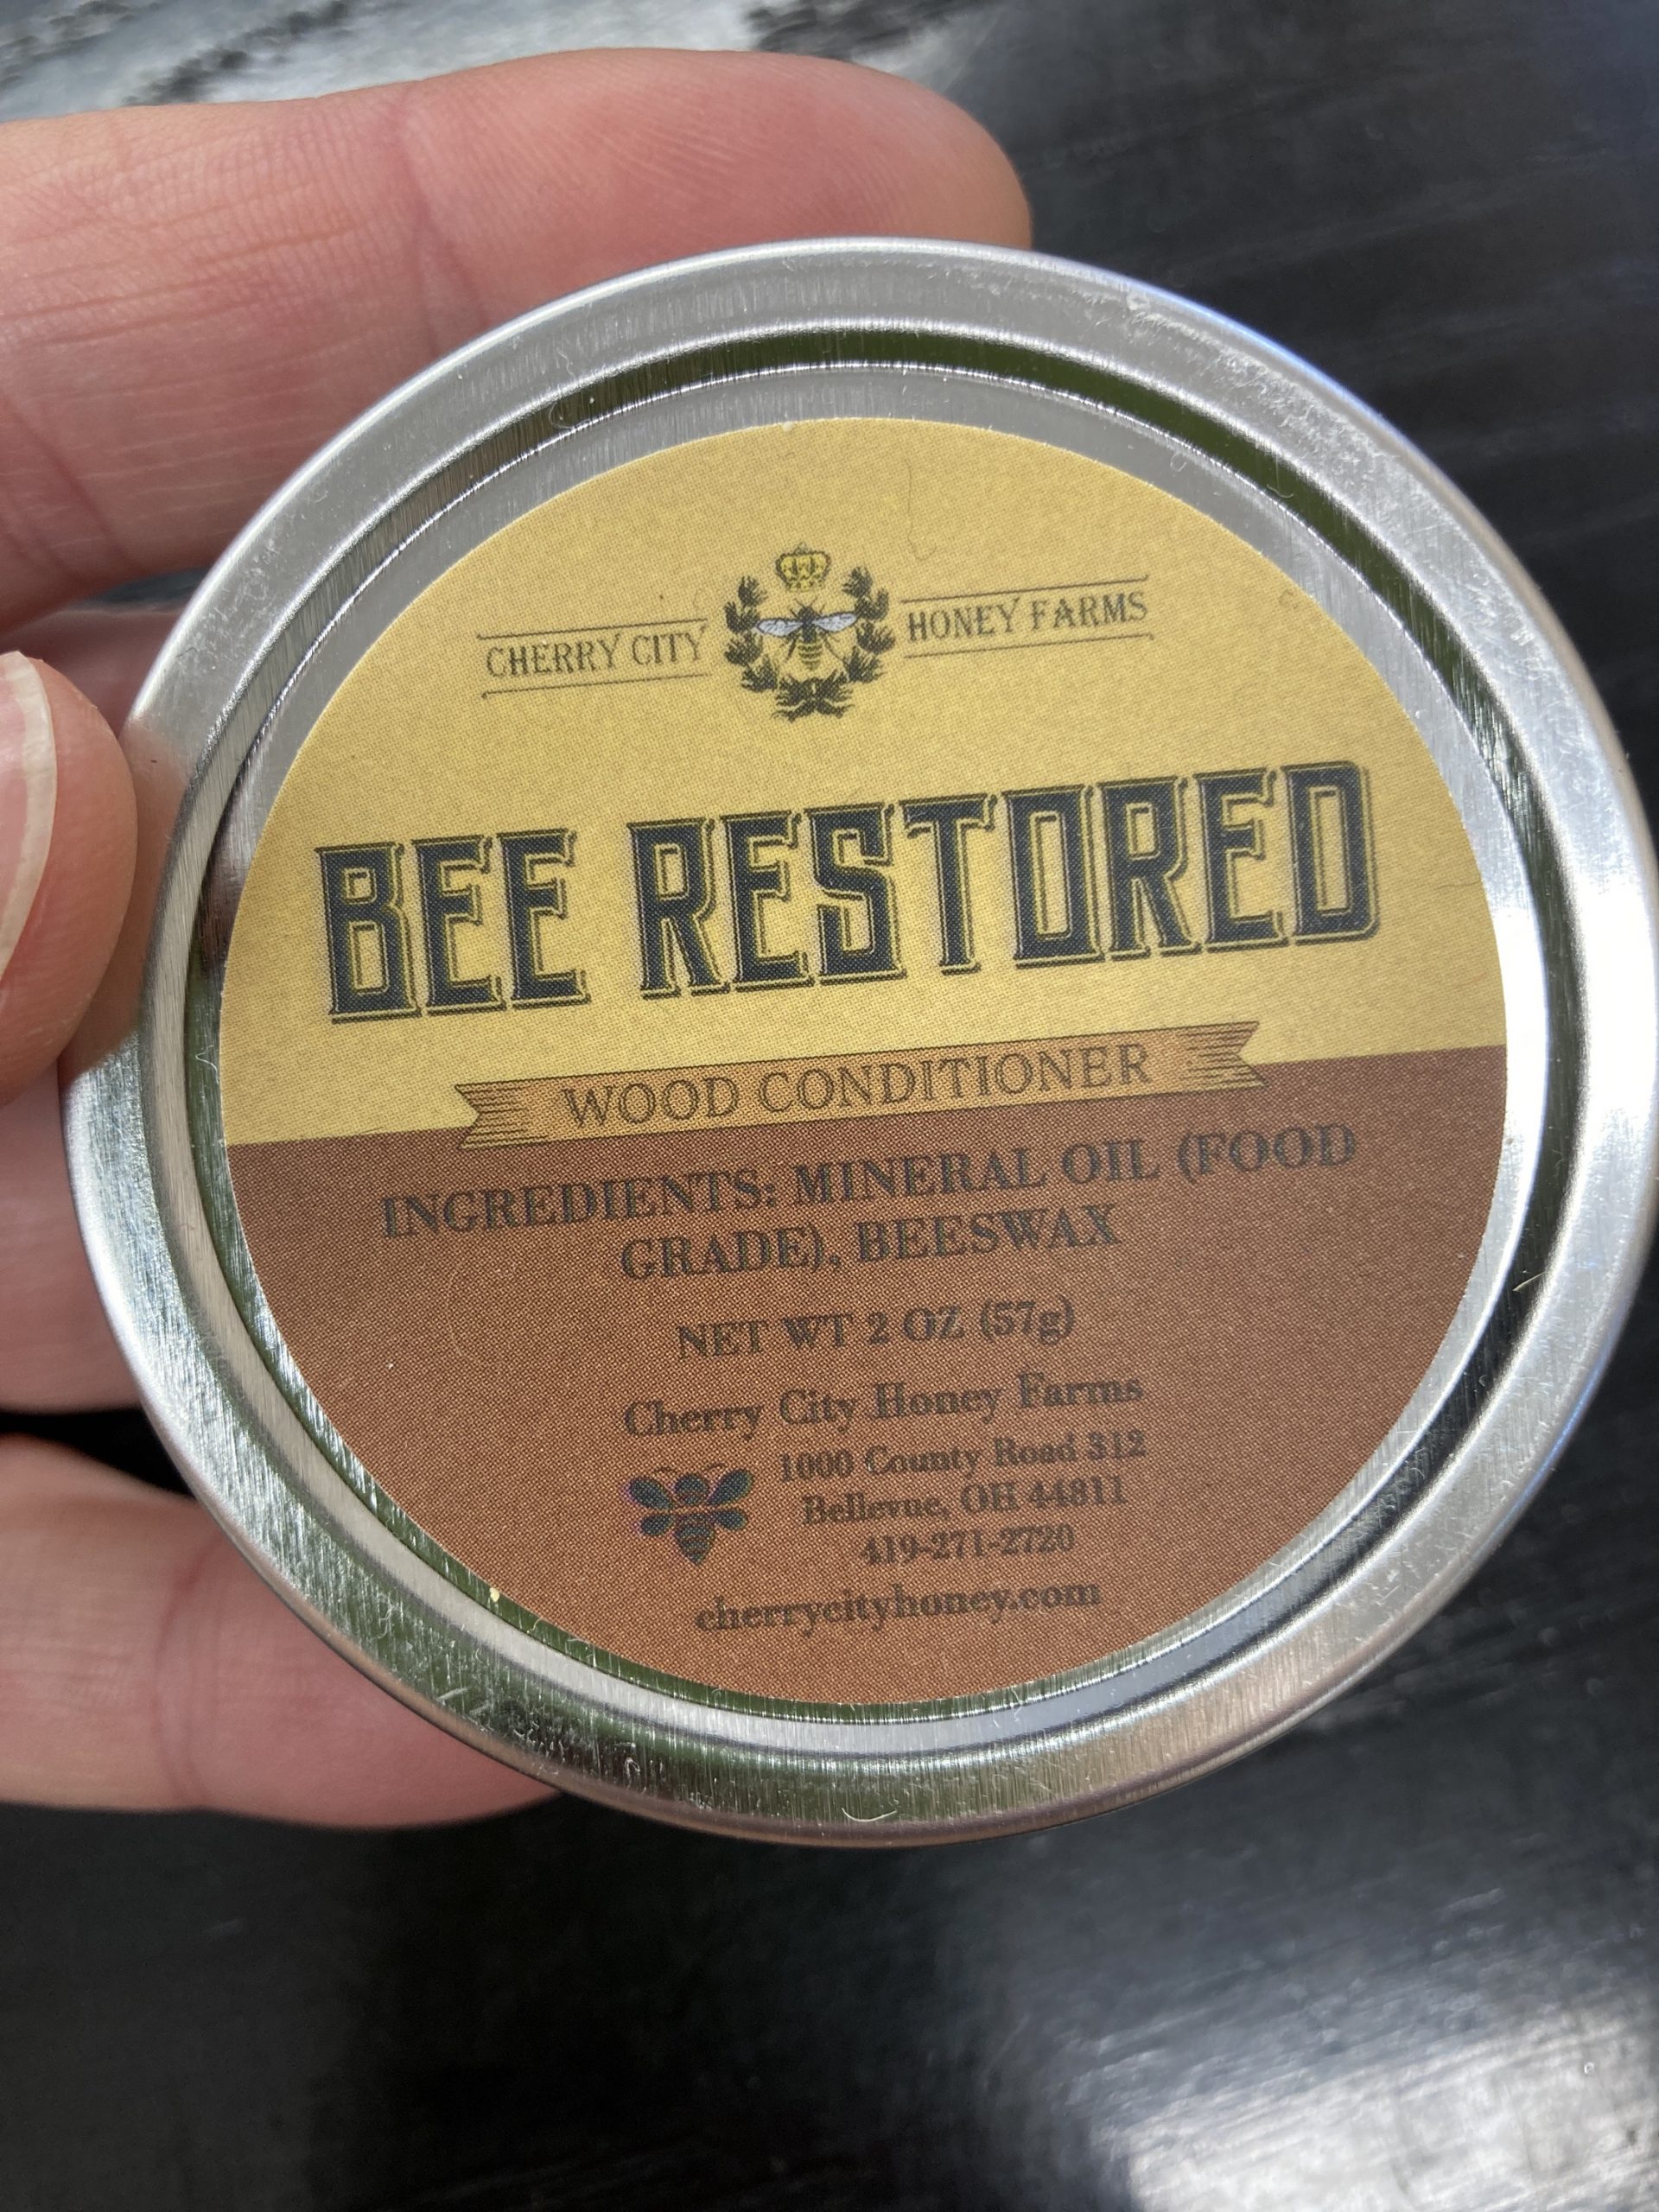 CHERRY CITY HONEY FARMS
BEE RESTORED
WOOD CONDITIONER
INGREDIENTS: MINERAL OIL (FOOD
GRADE), BEESWAX
NET WT 2 OZ (57g)
Cherry City Honey Farms
1000 County Road 312
Bellevue, OH 44811
419-271-2720
cherrycityhoney.com